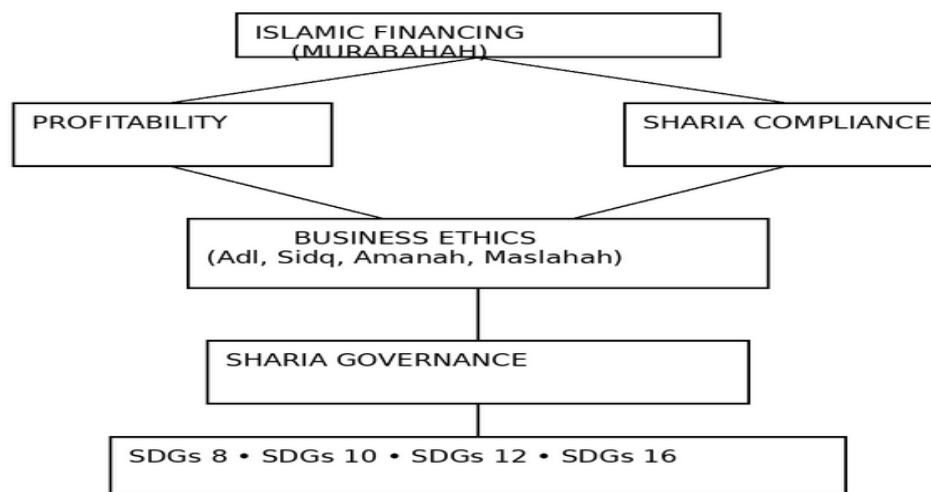 ISLAMIC FINANCING
(MURABAHAH)
PROFITABILITY
SHARIA COMPLIANCE
BUSINESS ETHICS
(Adl, Sidq, Amanah, Maslahah)
SHARIA GOVERNANCE
SDGs 8 • SDGs 10 • SDGs 12 • SDGs 16